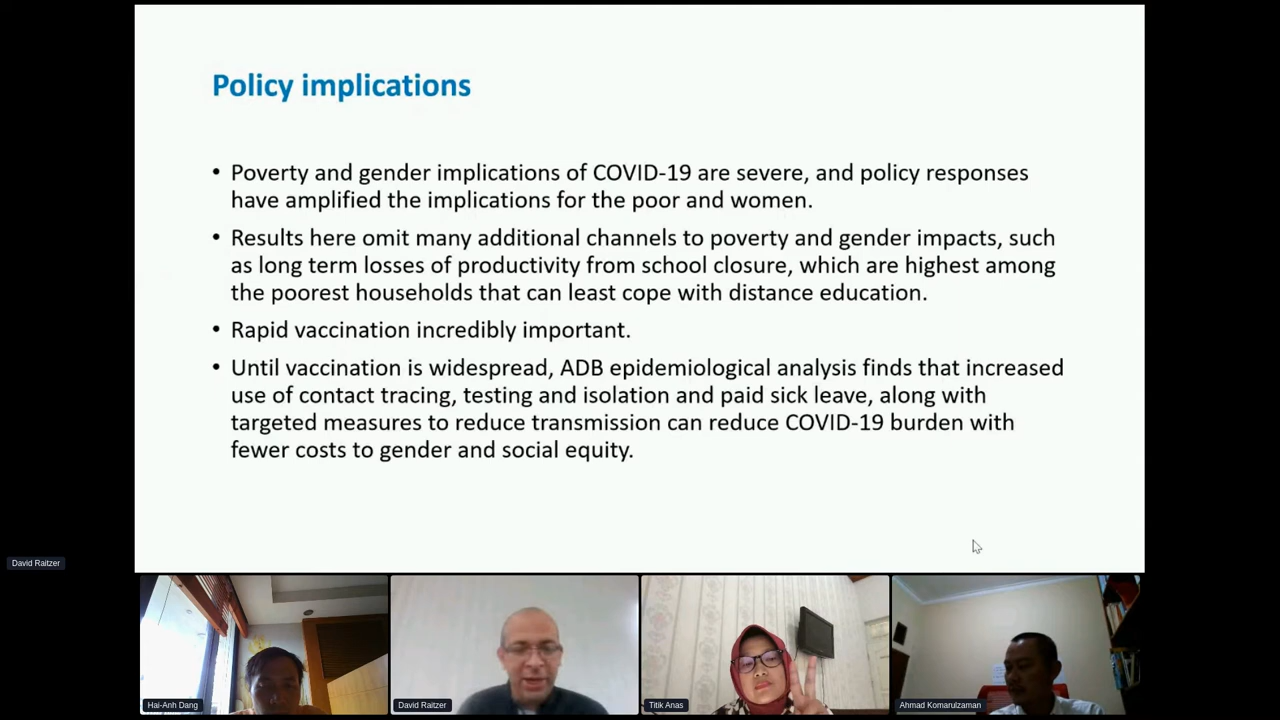 Policy implications
• Poverty and gender implications of COVID-19 are severe, and policy responses
have amplified the implications for the poor and women.
• Results here omit many additional channels to poverty and gender impacts, such
as long term losses of productivity from school closure, which are highest among
the poorest households that can least cope with distance education.
• Rapid vaccination incredibly important.
• Until vaccination is widespread, ADB epidemiological analysis finds that increased
use of contact tracing, testing and isolation and paid sick leave, along with
targeted measures to reduce transmission can reduce COVID-19 burden with
fewer costs to gender and social equity.
David Raitzer
Hai-Anh Dang
David Raitzer
Titik Anas
Ahmad Komarulzaman